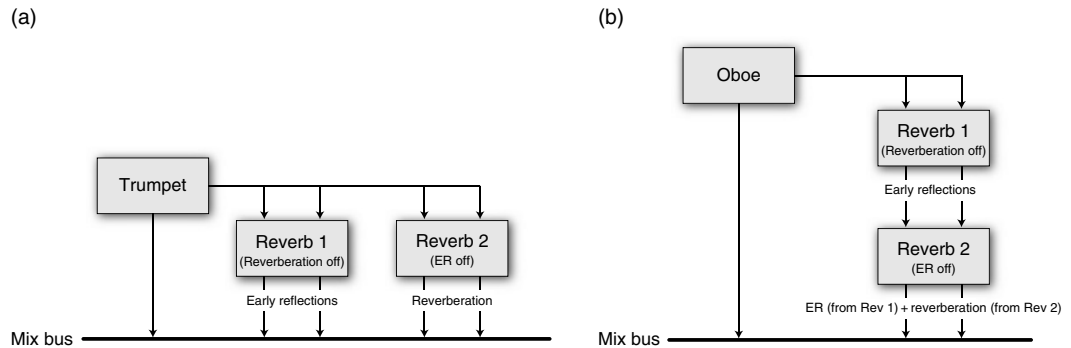 (a)
Trumpet
Reverb 1
(Reverberation off)
Reverb 2
(ER off)
Early reflections
Reverberation
Mix bus
(b)
Oboe
Reverb 1
(Reverberation off)
Early reflections
Reverb 2
(ER off)
ER (from Rev 1) + reverberation (from Rev 2)
Mix bus